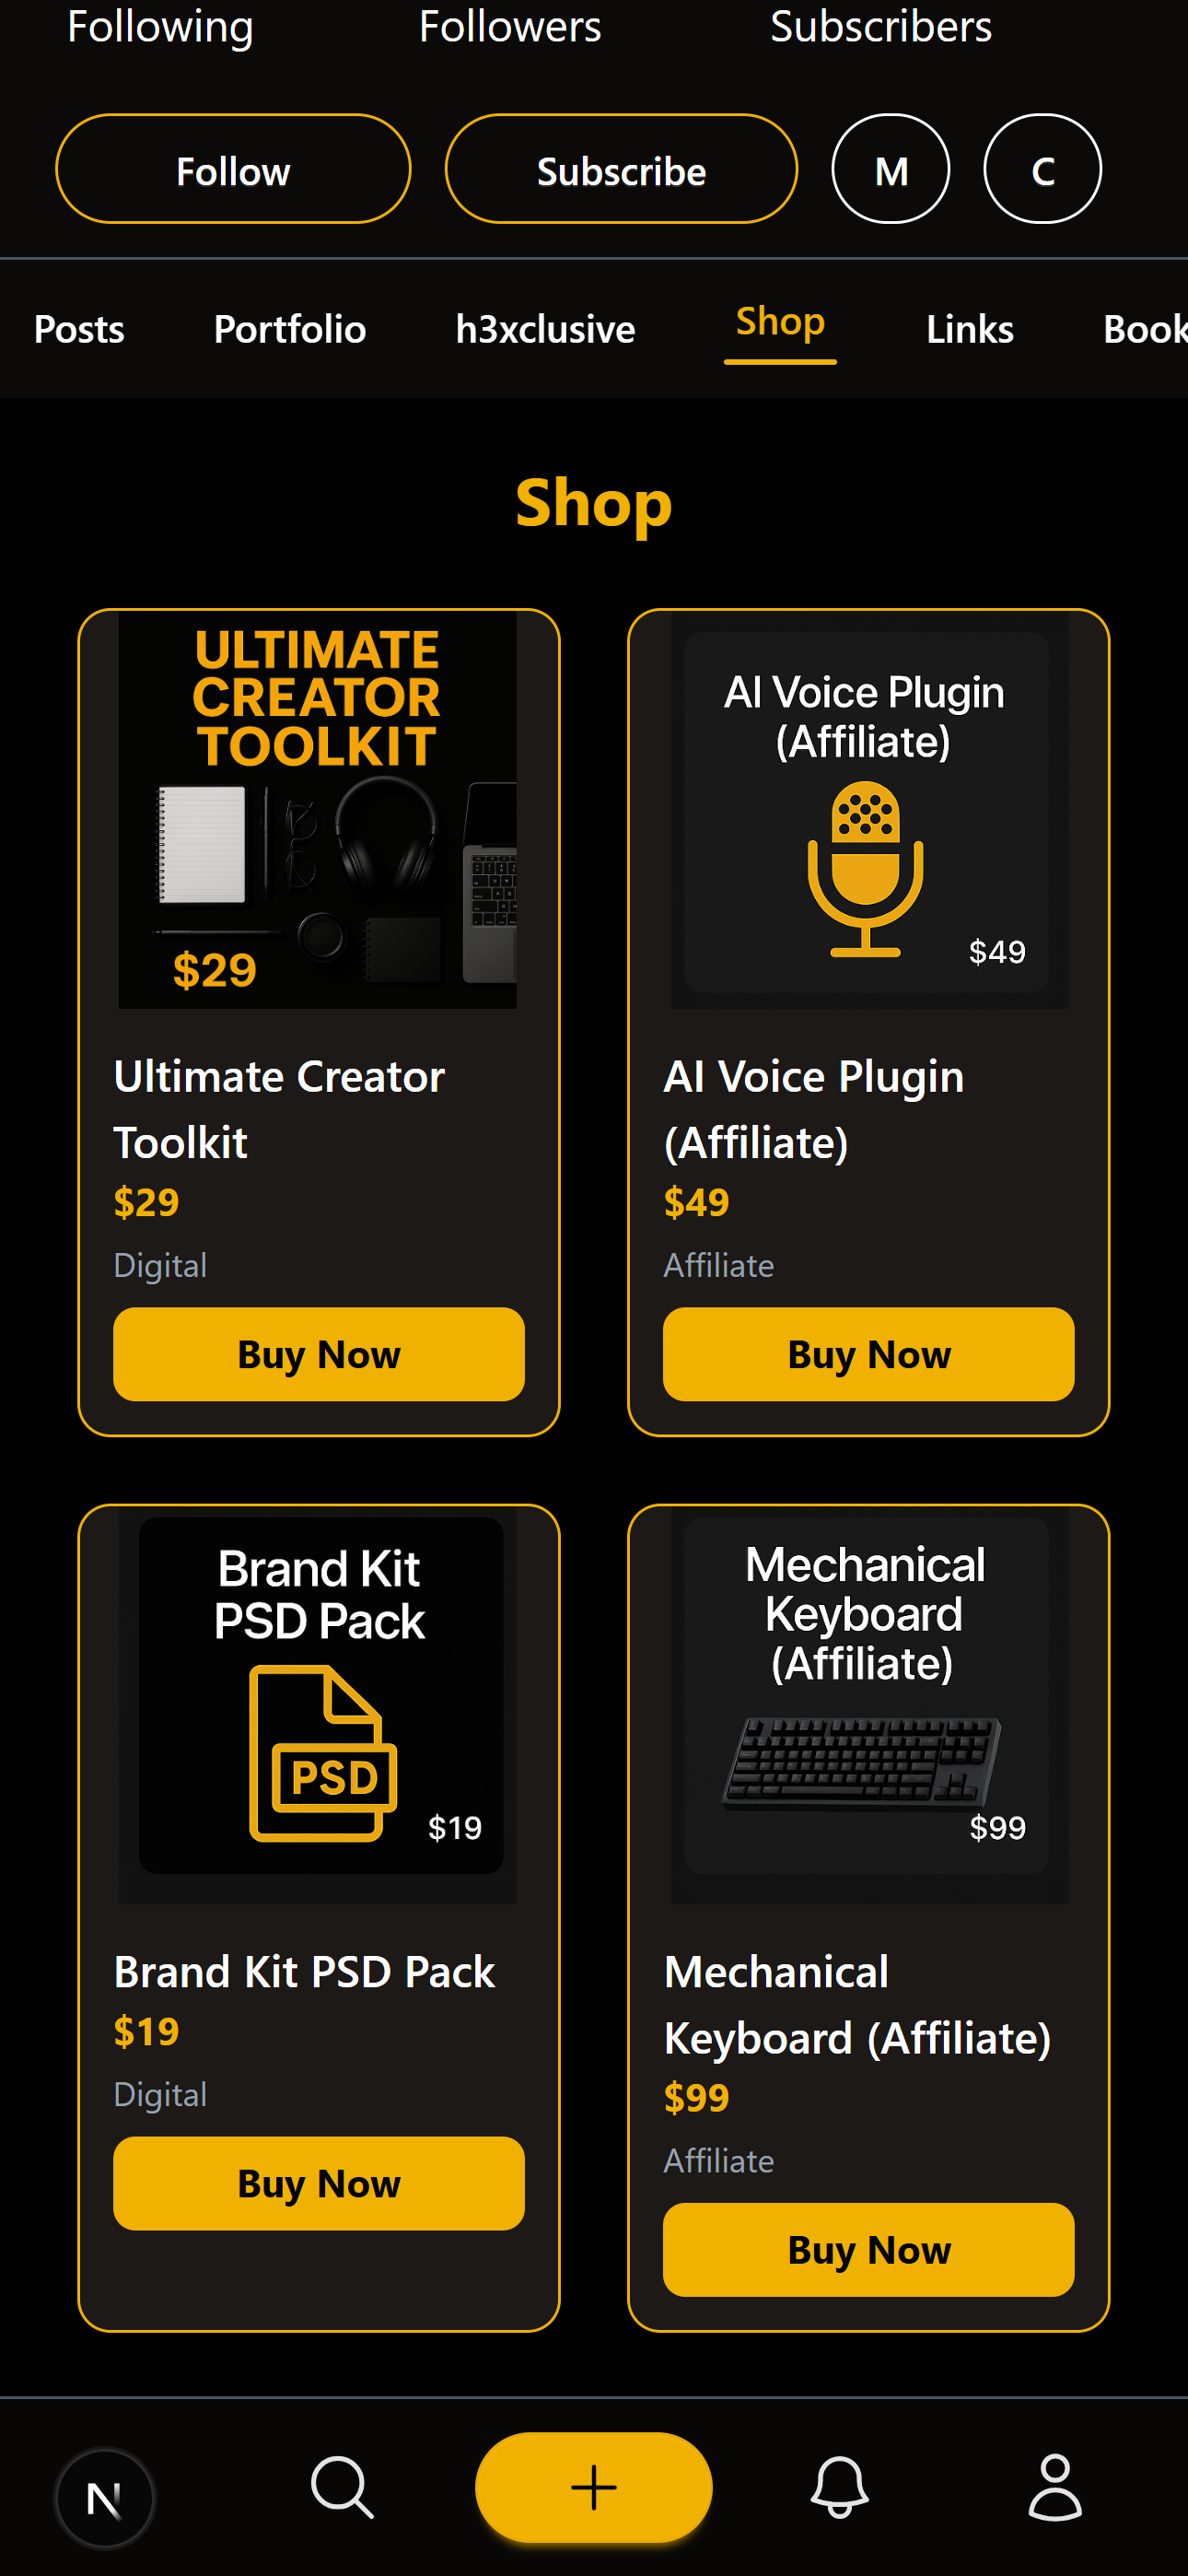 Following Followers Subscribers
Follow Subscribe M C
Posts Portfolio h3xclusive Shop Links Book
Shop
ULTIMATE
CREATOR
TOOLKIT
$29
Ultimate Creator
Toolkit
$29
Digital
Buy Now
AI Voice Plugin
(Affiliate)
$49
AI Voice Plugin
(Affiliate)
$49
Affiliate
Buy Now
Brand Kit
PSD Pack
PSD
$19
Brand Kit PSD Pack
$19
Digital
Buy Now
Mechanical
Keyboard
(Affiliate)
$99
Mechanical
Keyboard (Affiliate)
$99
Affiliate
Buy Now
N